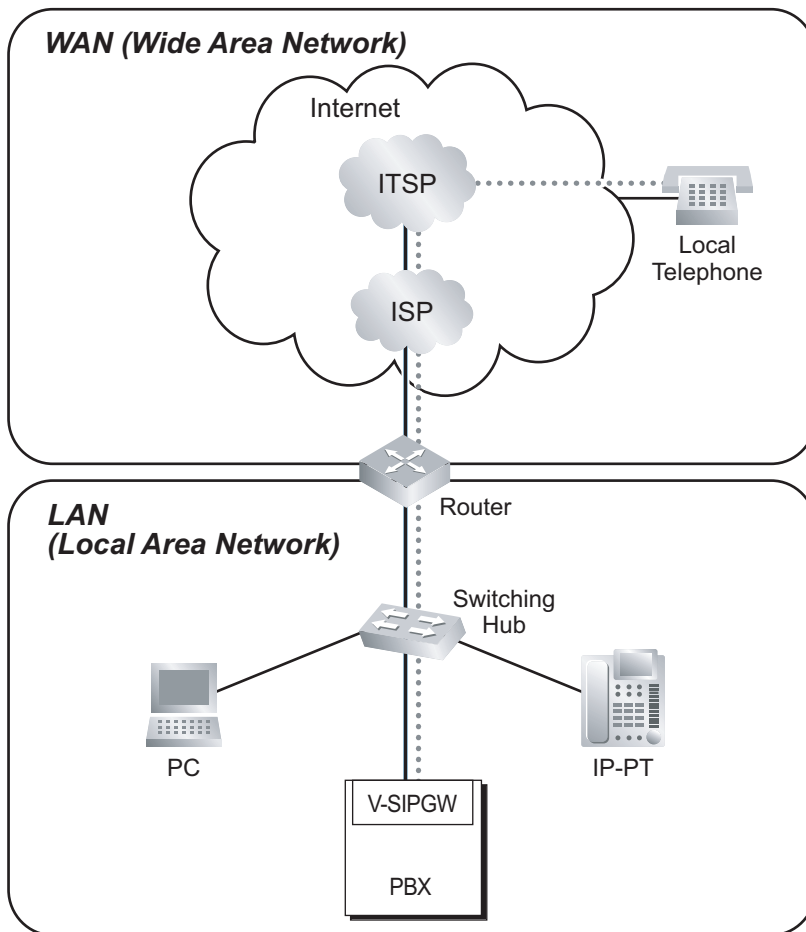 WAN (Wide Area Network)
Internet
ITSP
Local
Telephone
ISP
Router
LAN
(Local Area Network)
Switching
Hub
PC
IP-PT
V-SIPGW
PBX